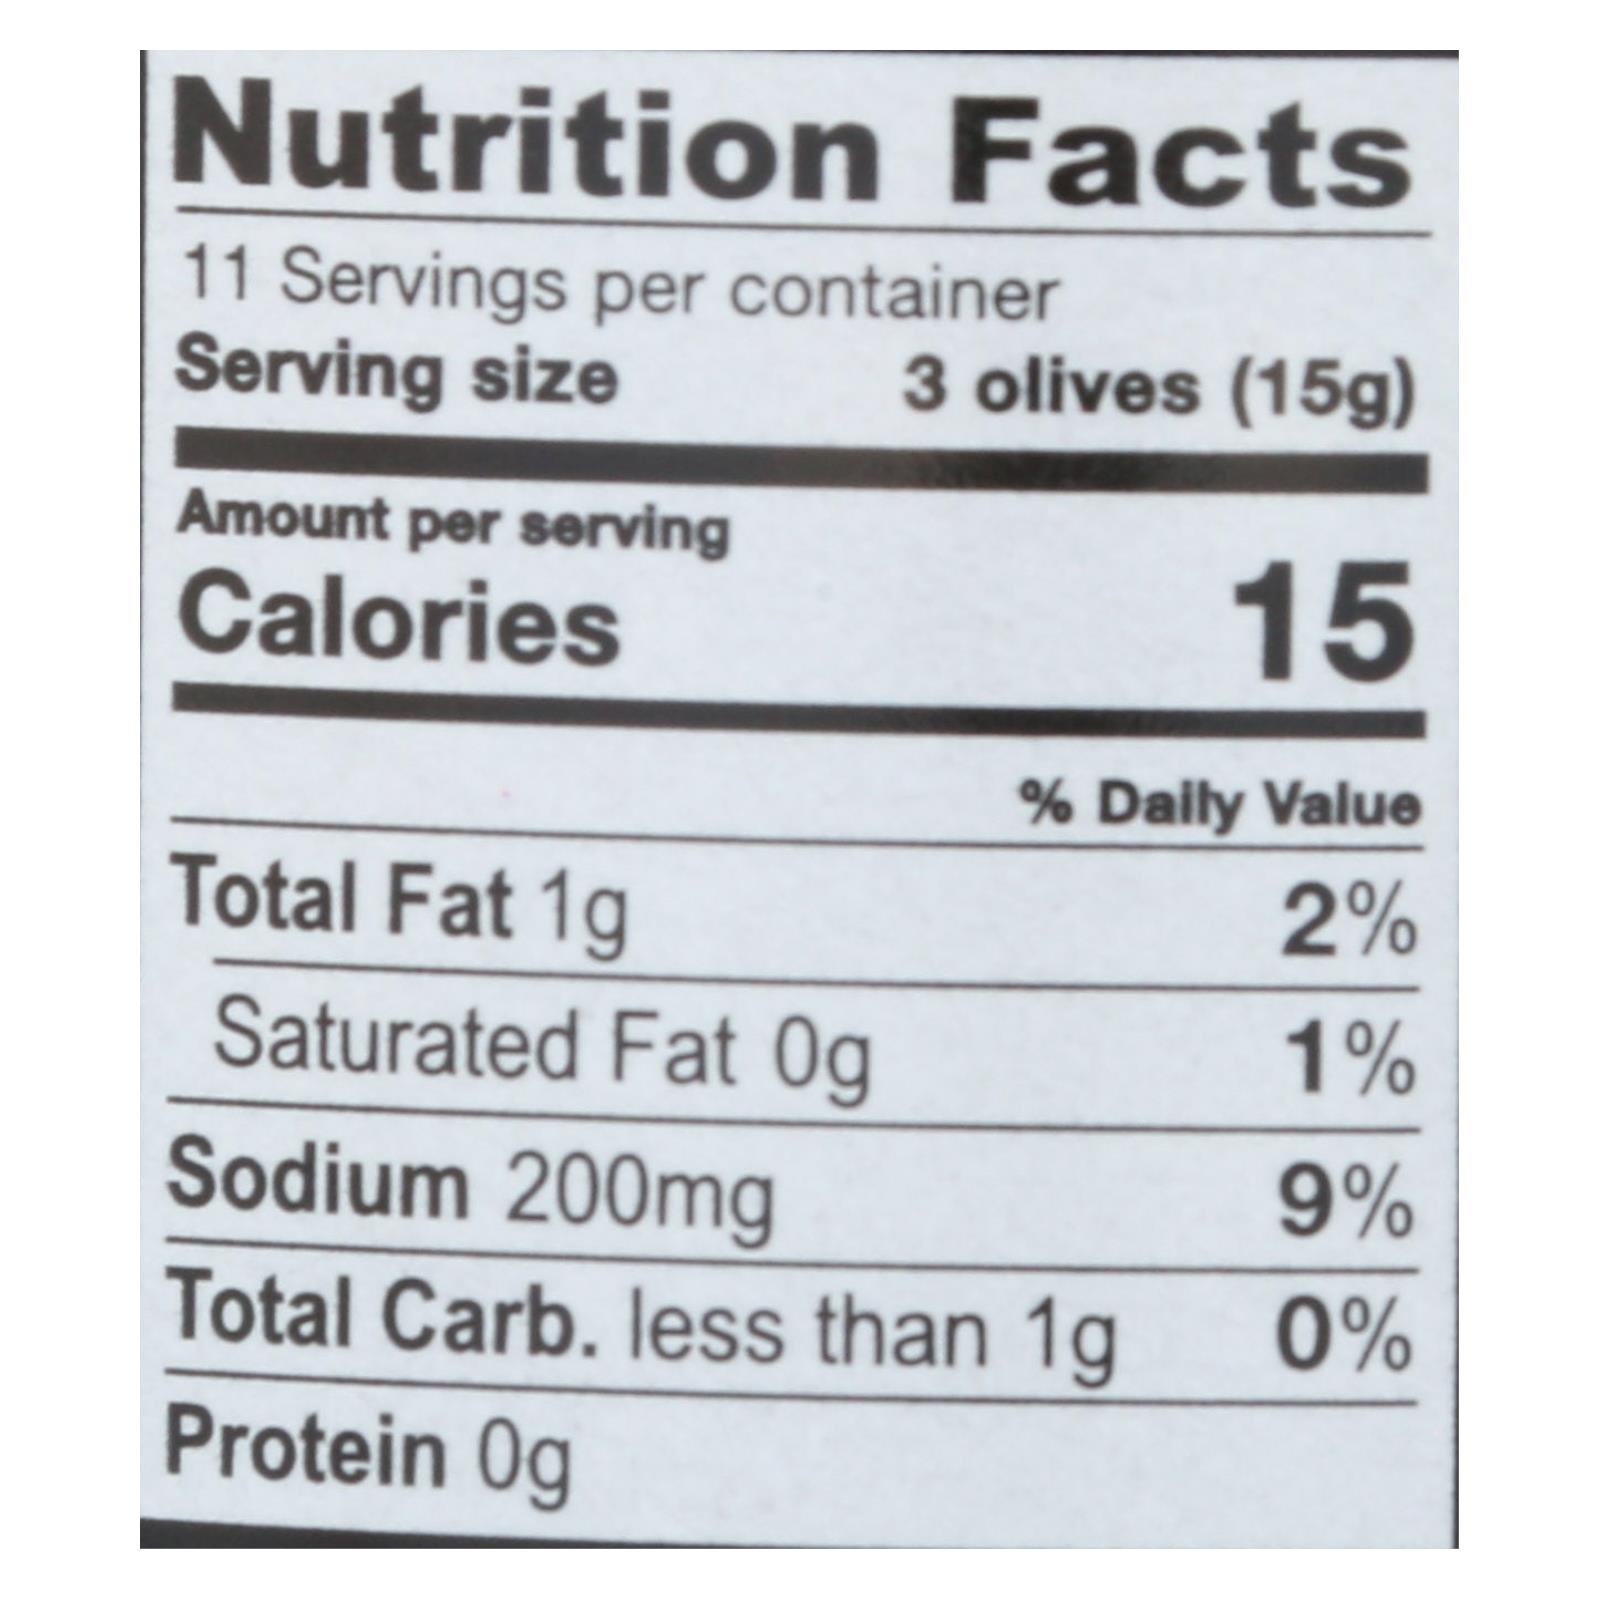 Nutrition Facts
11 Servings per container
Serving size 3 olives (15g)
Amount per serving
Calories 15
% Daily Value
Total Fat 1g 2%
Saturated Fat 0g 1%
Sodium 200mg 9%
Total Carb. less than 1g 0%
Protein 0g